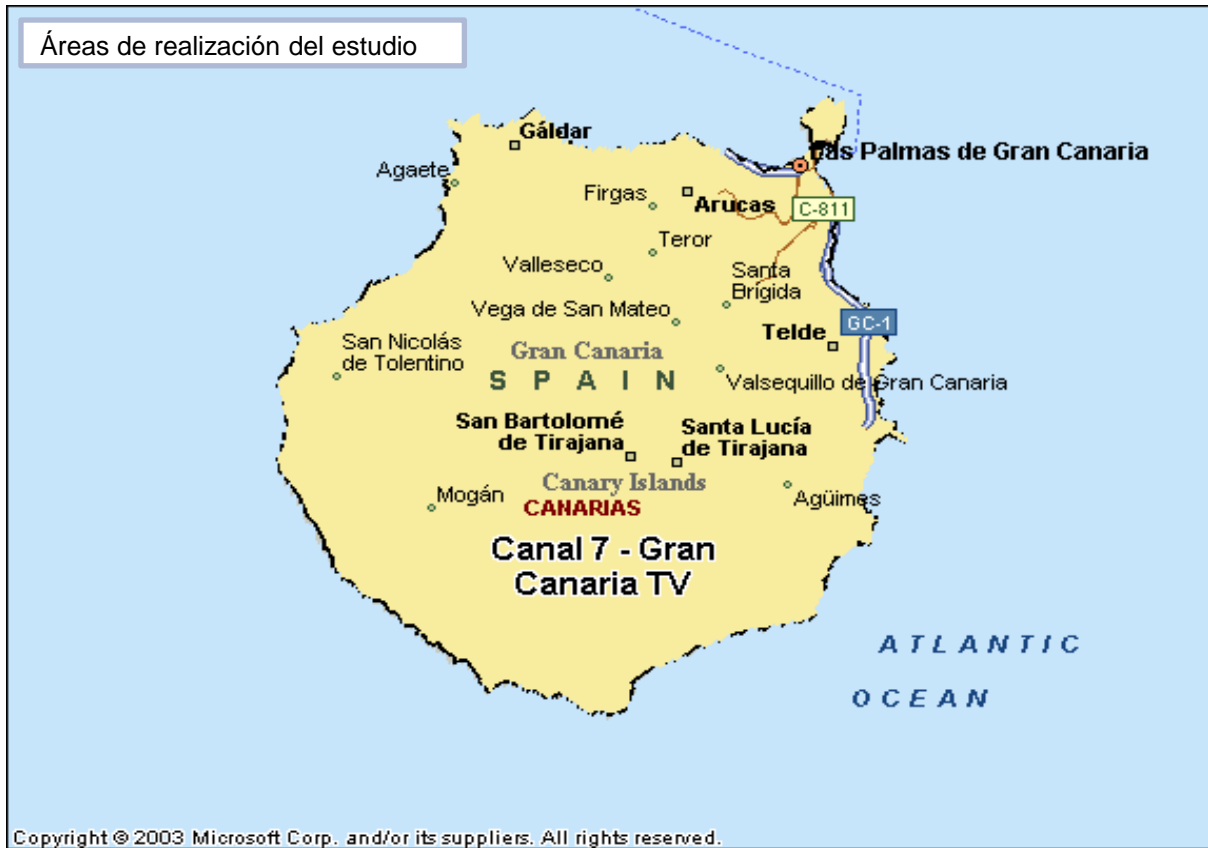 Áreas de realización del estudio
Gáldar
Las Palmas de Gran Canaria
Agaete
Firgas
Arucas
C-811
Teror
Valleseco
Santa
Brígida
Vega de San Mateo
GC-1
Telde
San Nicolás
de Tolentino
Gran Canaria
SPAIN
Valsequillo de Gran Canaria
San Bartolomé
de Tirajana
Santa Lucía
de Tirajana
Canary Islands
Mogán
Agüimes
CANARIAS
Canal 7 - Gran
Canaria TV
ATLANTIC
OCEAN
Copyright © 2003 Microsoft Corp. and/or its suppliers. All rights reserved.